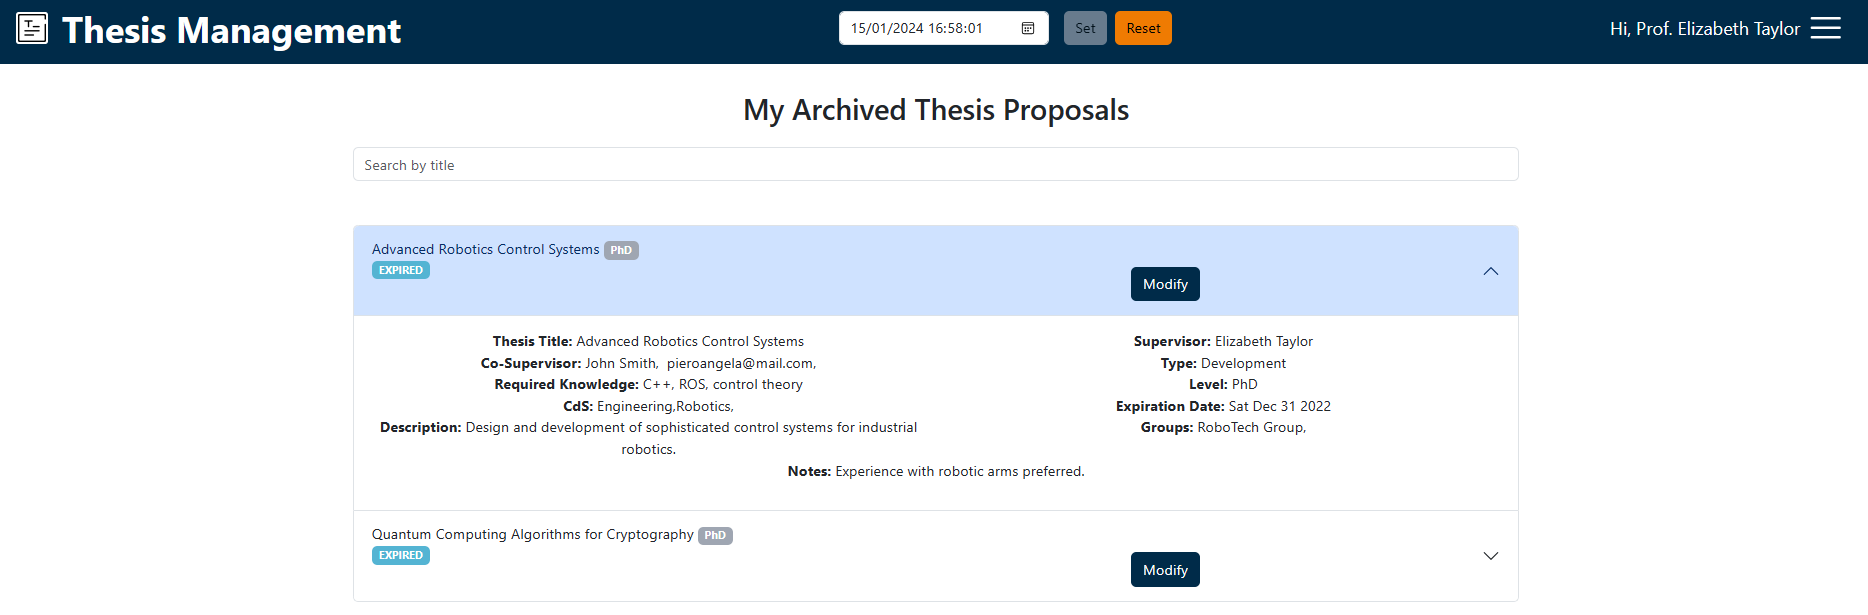 Thesis Management
15/01/2024 16:58:01
Set
Reset
Hi, Prof. Elizabeth Taylor
My Archived Thesis Proposals
Search by title
Advanced Robotics Control Systems PhD
EXPIRED
Modify
Thesis Title: Advanced Robotics Control Systems
Co-Supervisor: John Smith, pieroangela@mail.com,
Required Knowledge: C++, ROS, control theory
CdS: Engineering,Robotics,
Description: Design and development of sophisticated control systems for industrial
robotics.
Supervisor: Elizabeth Taylor
Type: Development
Level: PhD
Expiration Date: Sat Dec 31 2022
Groups: RoboTech Group,
Notes: Experience with robotic arms preferred.
Quantum Computing Algorithms for Cryptography PhD
EXPIRED
Modify